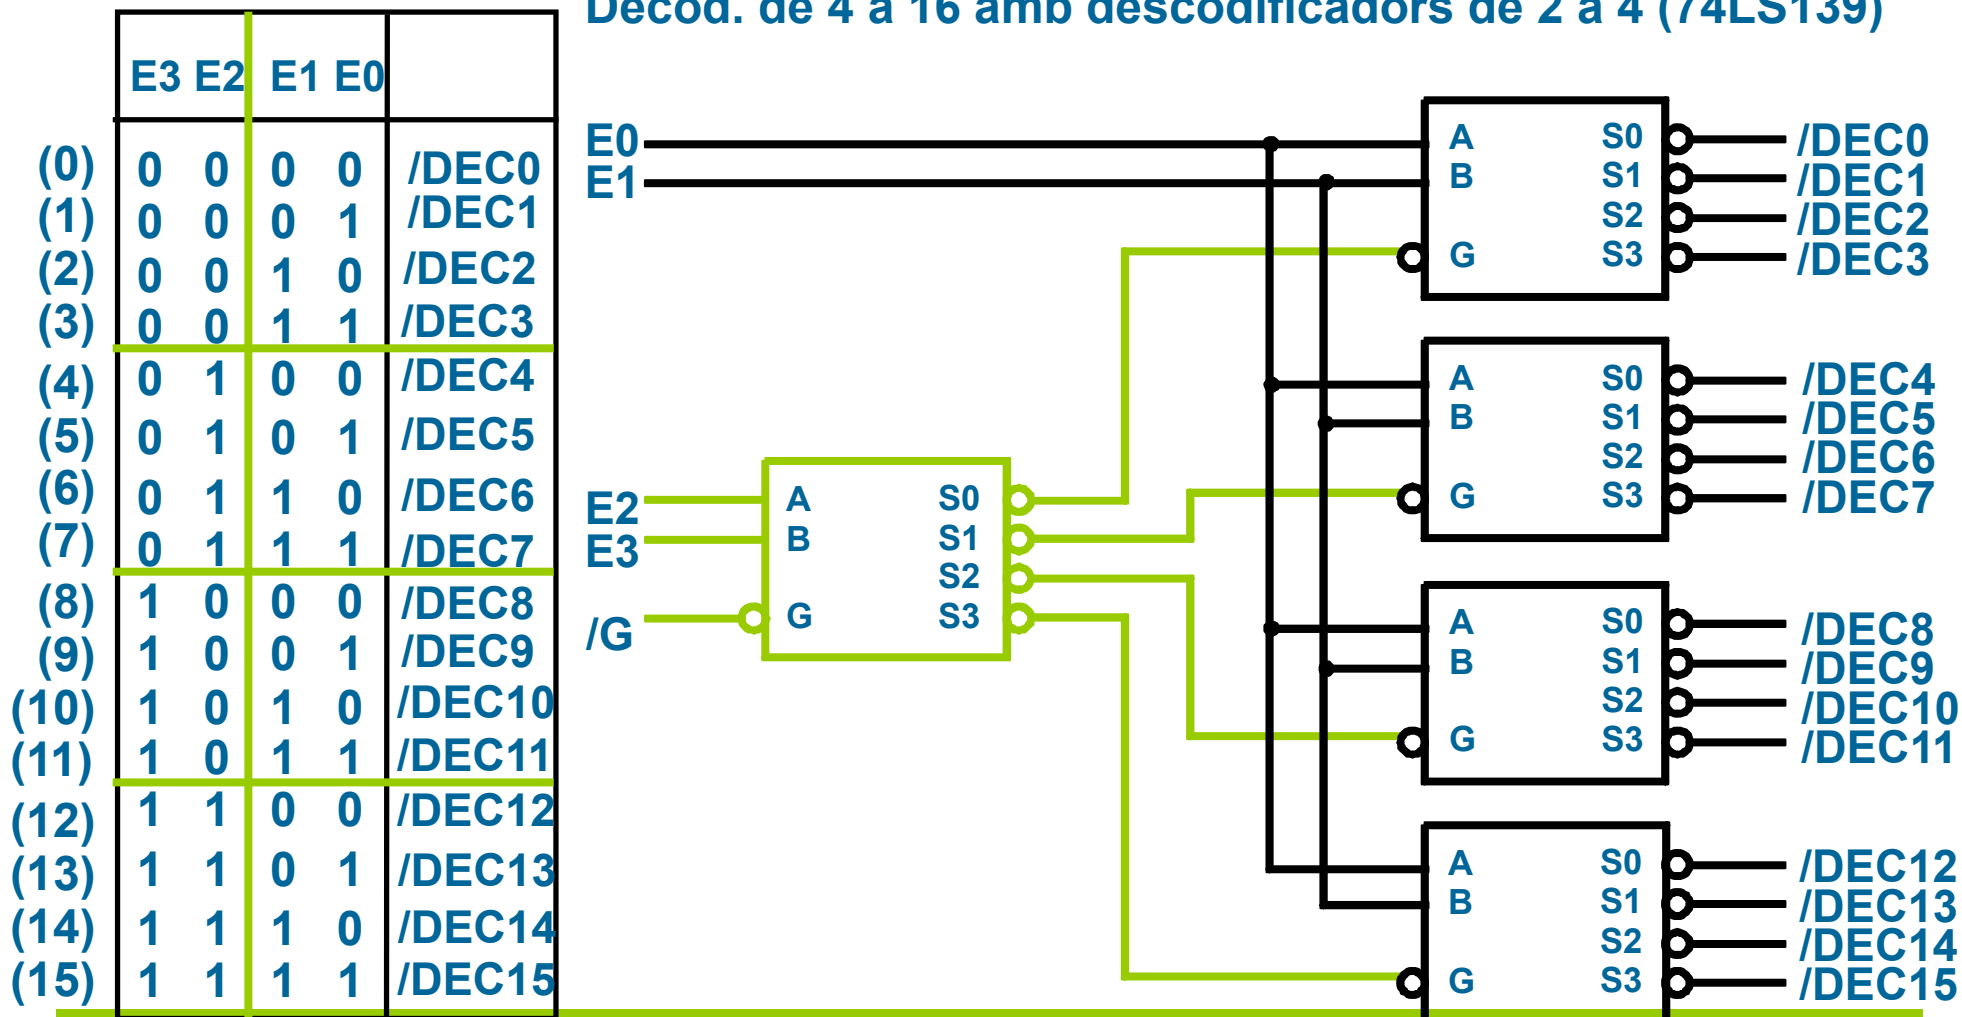 Decod. de 4 a 16 amb descodificadors de 2 a 4 (74LS139)
E3 E2 E1 E0
(0) 0 0 0 0 /DEC0
(1) 0 0 0 1 /DEC1
(2) 0 0 1 0 /DEC2
(3) 0 0 1 1 /DEC3
(4) 0 1 0 0 /DEC4
(5) 0 1 0 1 /DEC5
(6) 0 1 1 0 /DEC6
(7) 0 1 1 1 /DEC7
(8) 1 0 0 0 /DEC8
(9) 1 0 0 1 /DEC9
(10) 1 0 1 0 /DEC10
(11) 1 0 1 1 /DEC11
(12) 1 1 0 0 /DEC12
(13) 1 1 0 1 /DEC13
(14) 1 1 1 0 /DEC14
(15) 1 1 1 1 /DEC15
E0
E1
E2 A S0
E3 B S1
S2
/G G S3
A S0 /DEC0
B S1 /DEC1
S2 /DEC2
G S3 /DEC3
A S0 /DEC4
B S1 /DEC5
S2 /DEC6
G S3 /DEC7
A S0 /DEC8
B S1 /DEC9
S2 /DEC10
G S3 /DEC11
A S0 /DEC12
B S1 /DEC13
S2 /DEC14
G S3 /DEC15